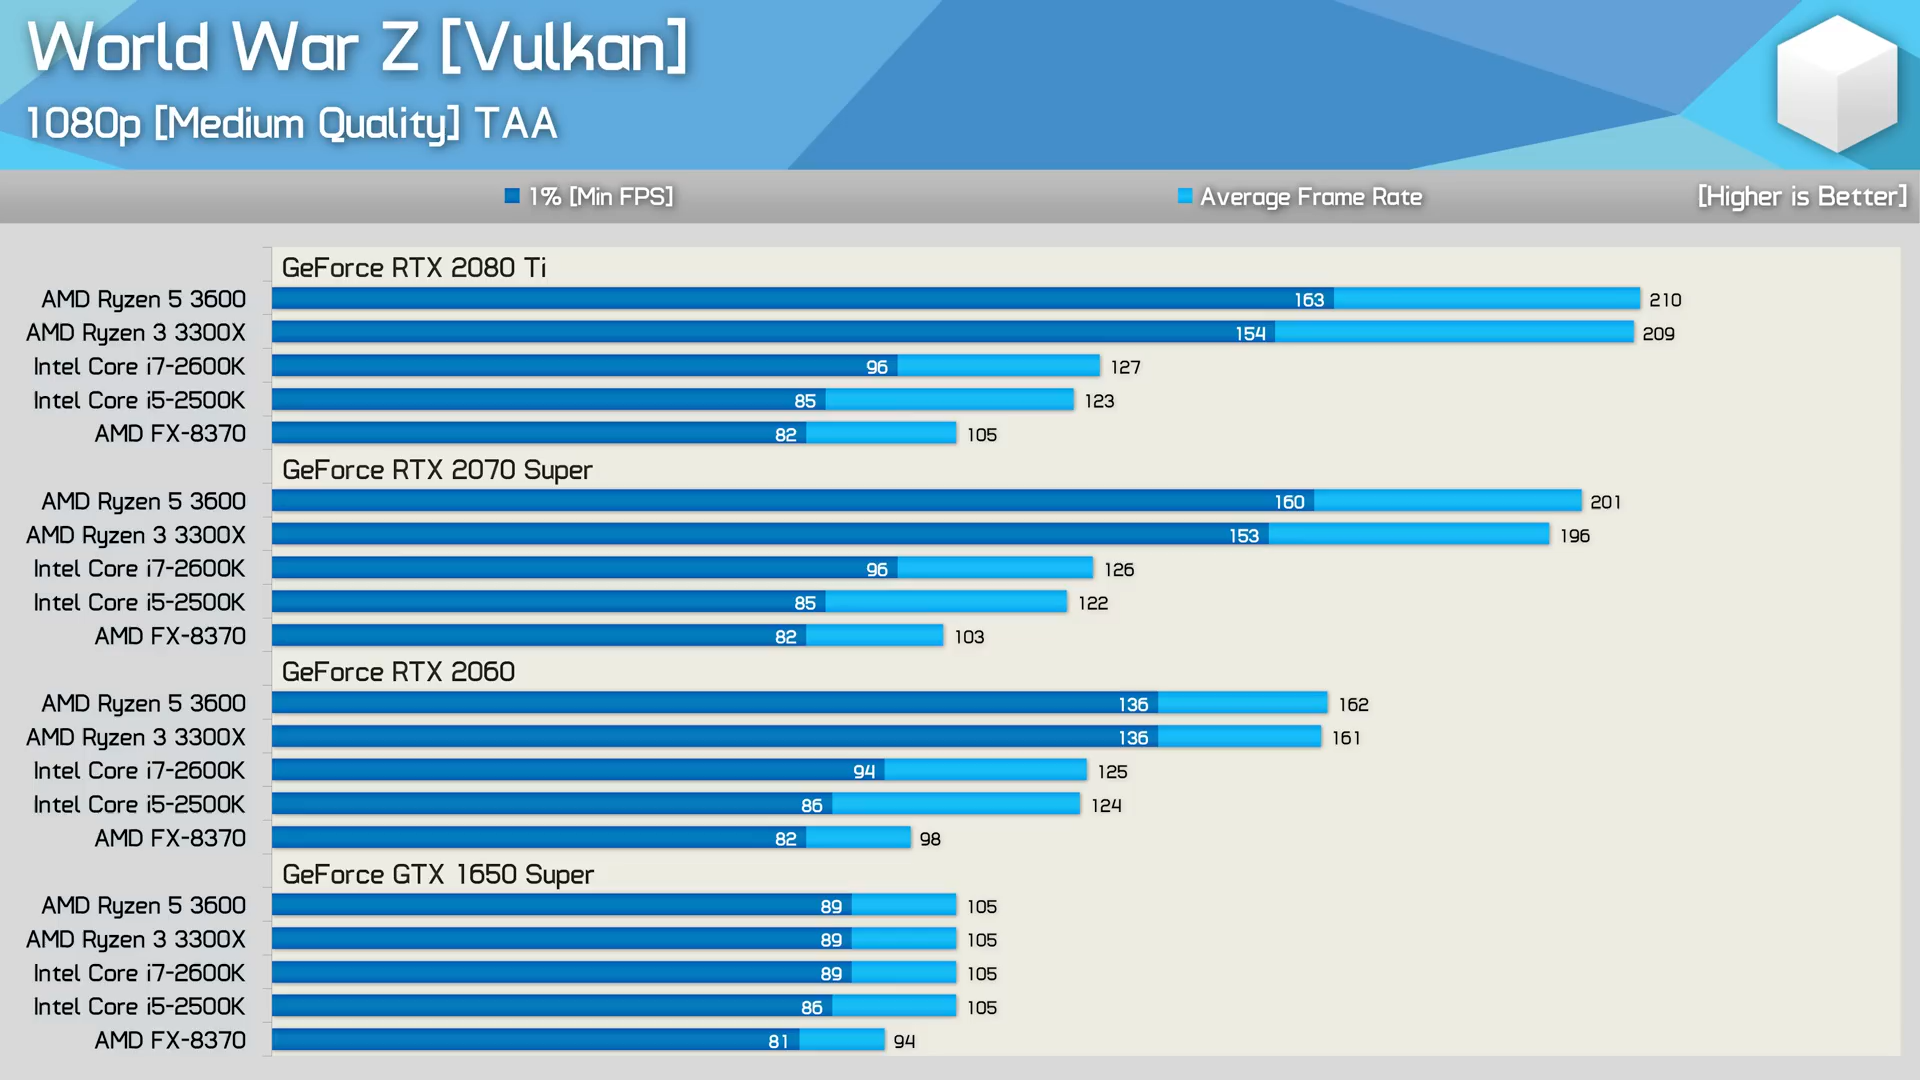 World War Z [Vulkan]
1080p [Medium Quality] TAA
1% [Min FPS] Average Frame Rate [Higher is Better]
GeForce RTX 2080 Ti
AMD Ryzen 5 3600 163 210
AMD Ryzen 3 3300X 154 209
Intel Core i7-2600K 96 127
Intel Core i5-2500K 85 123
AMD FX-8370 82 105
GeForce RTX 2070 Super
AMD Ryzen 5 3600 160 201
AMD Ryzen 3 3300X 153 196
Intel Core i7-2600K 96 126
Intel Core i5-2500K 85 122
AMD FX-8370 82 103
GeForce RTX 2060
AMD Ryzen 5 3600 136 162
AMD Ryzen 3 3300X 136 161
Intel Core i7-2600K 94 125
Intel Core i5-2500K 86 124
AMD FX-8370 82 98
GeForce GTX 1650 Super
AMD Ryzen 5 3600 89 105
AMD Ryzen 3 3300X 89 105
Intel Core i7-2600K 89 105
Intel Core i5-2500K 86 105
AMD FX-8370 81 94